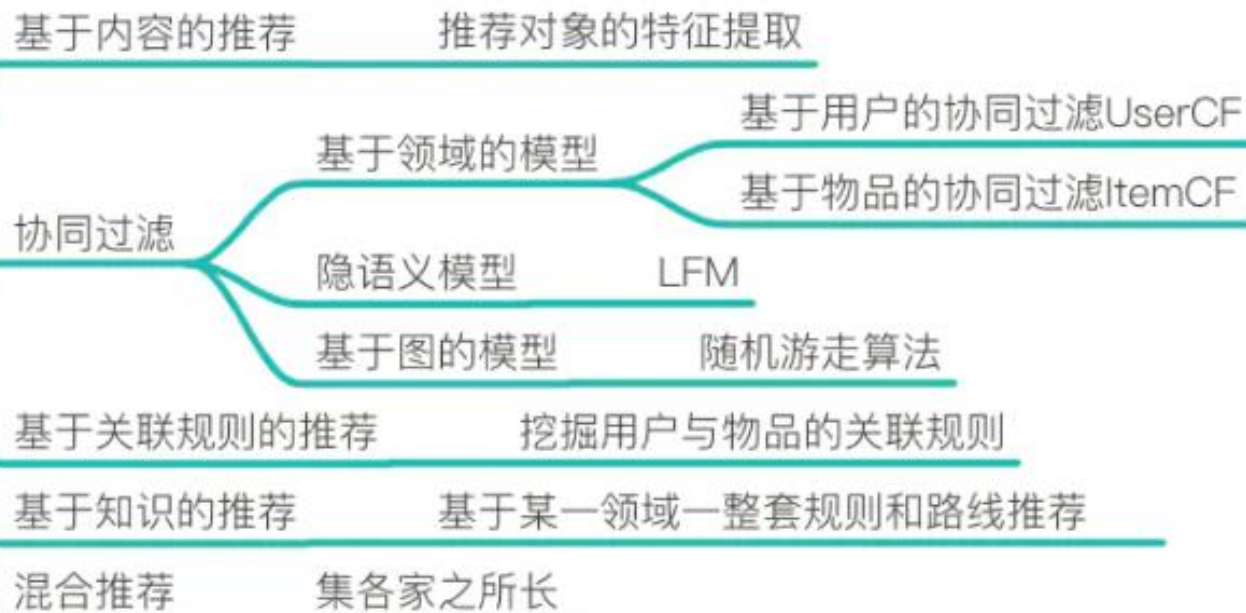 基于内容的推荐 推荐对象的特征提取
基于用户的协同过滤UserCF
基于领域的模型
基于物品的协同过滤ItemCF
协同过滤
隐语义模型 LFM
基于图的模型 随机游走算法
基于关联规则的推荐 挖掘用户与物品的关联规则
基于知识的推荐 基于某一领域一整套规则和路线推荐
混合推荐 集各家之所长